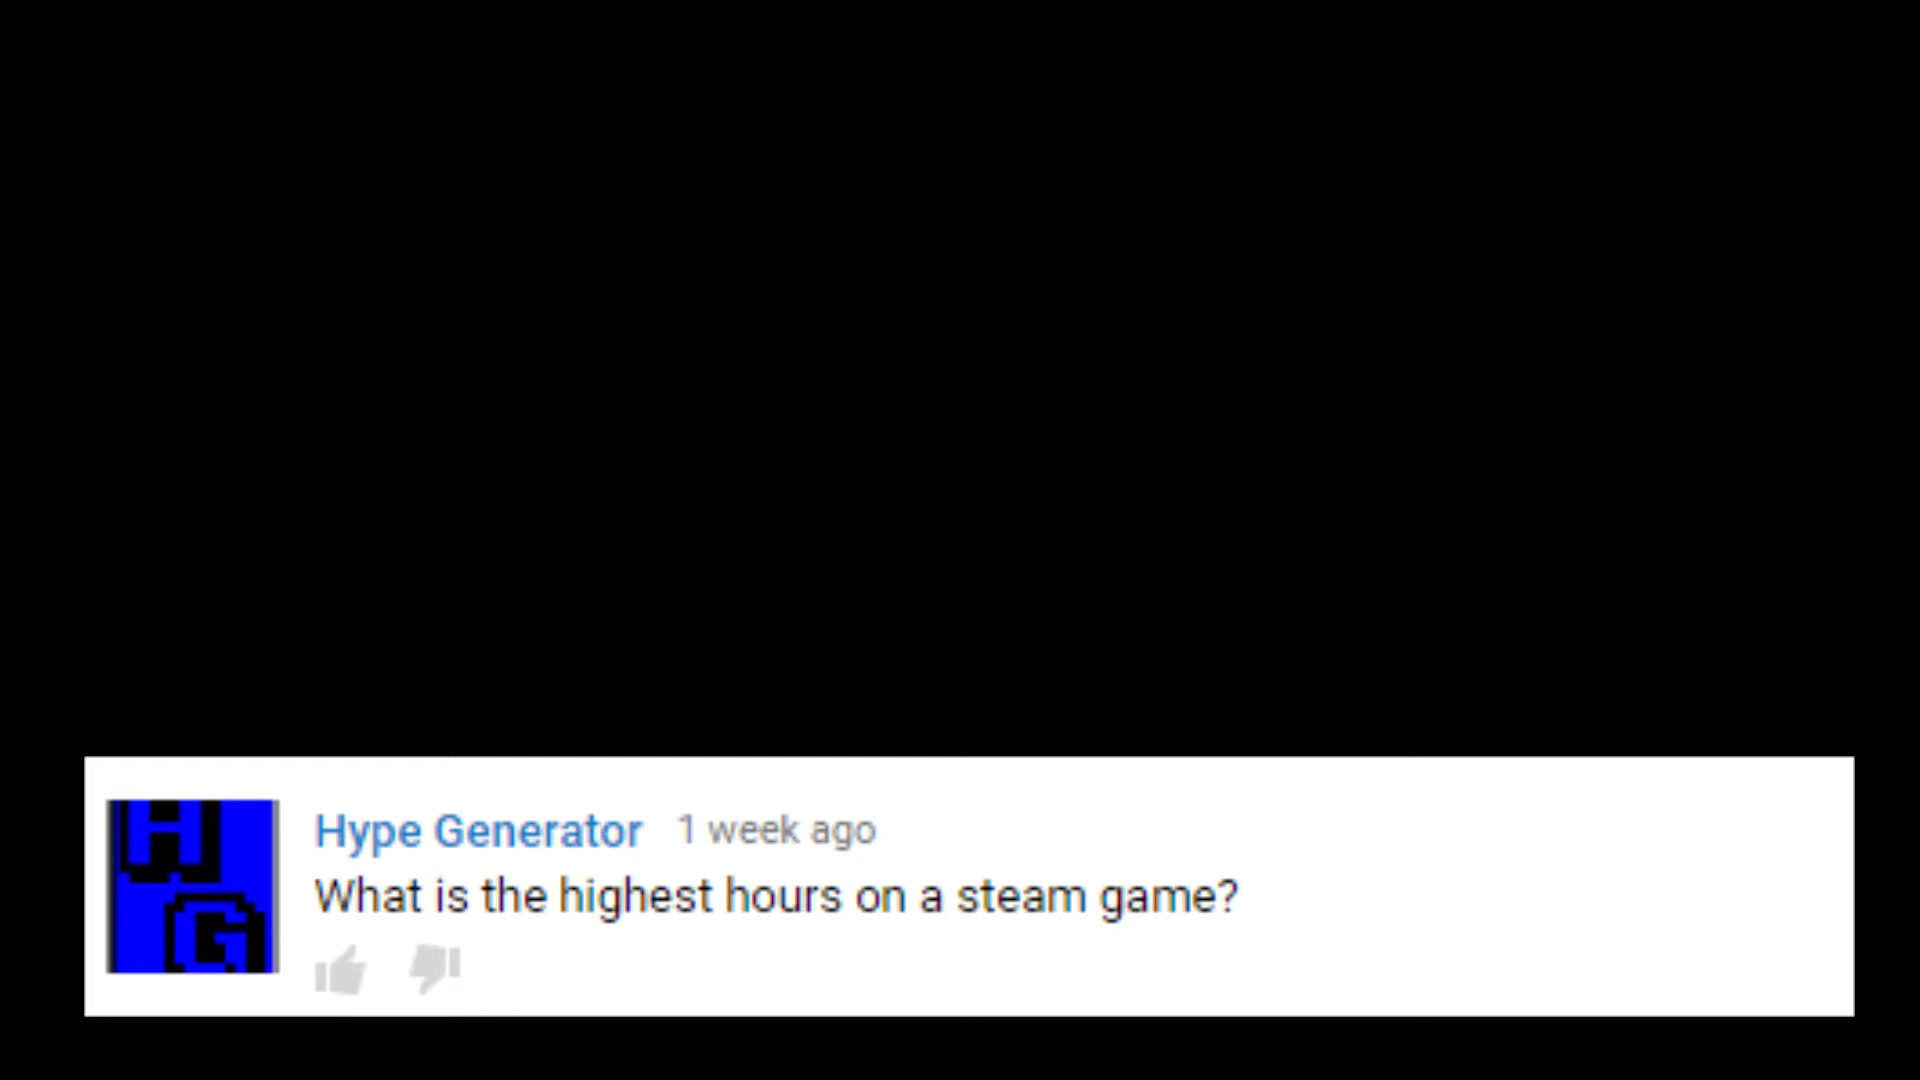 H
G
Hype Generator 1 week ago
What is the highest hours on a steam game?